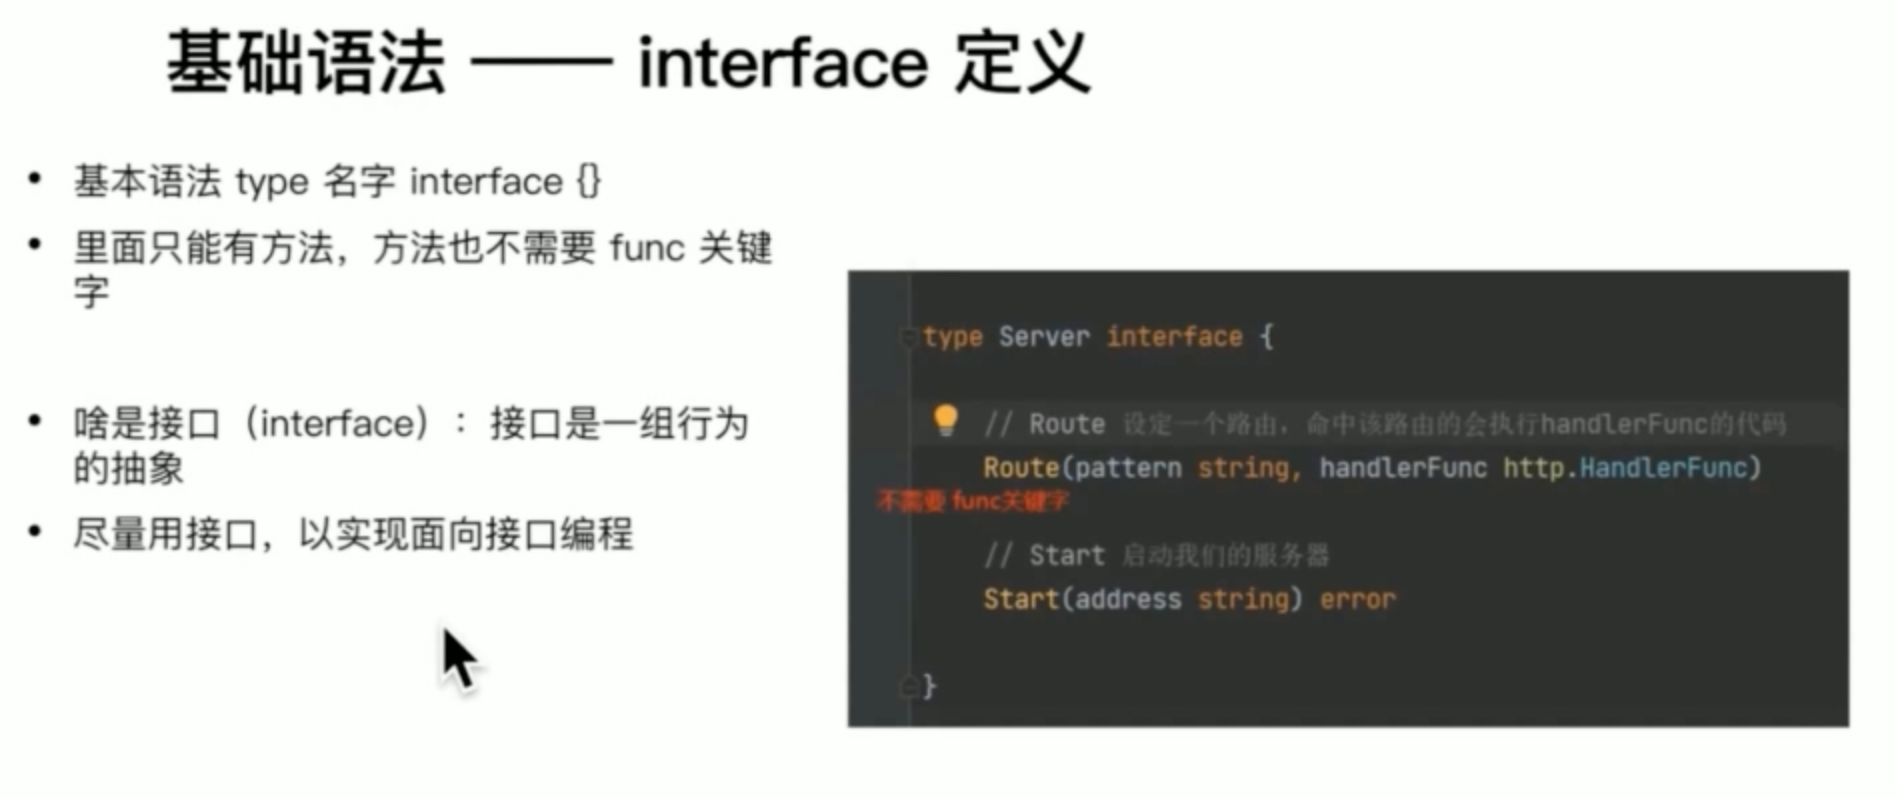 基础语法 —— interface 定义
• 基本语法 type 名字 interface {}
• 里面只能有方法，方法也不需要 func 关键
字
• 啥是接口（interface）：接口是一组行为
的抽象
• 尽量用接口，以实现面向接口编程
type Server interface {
// Route 设定一个路由，命中该路由的会执行handlerFunc的代码
Route(pattern string, handlerFunc http.HandlerFunc)
不需要 func关键字
// Start 启动我们的服务器
Start(address string) error
}